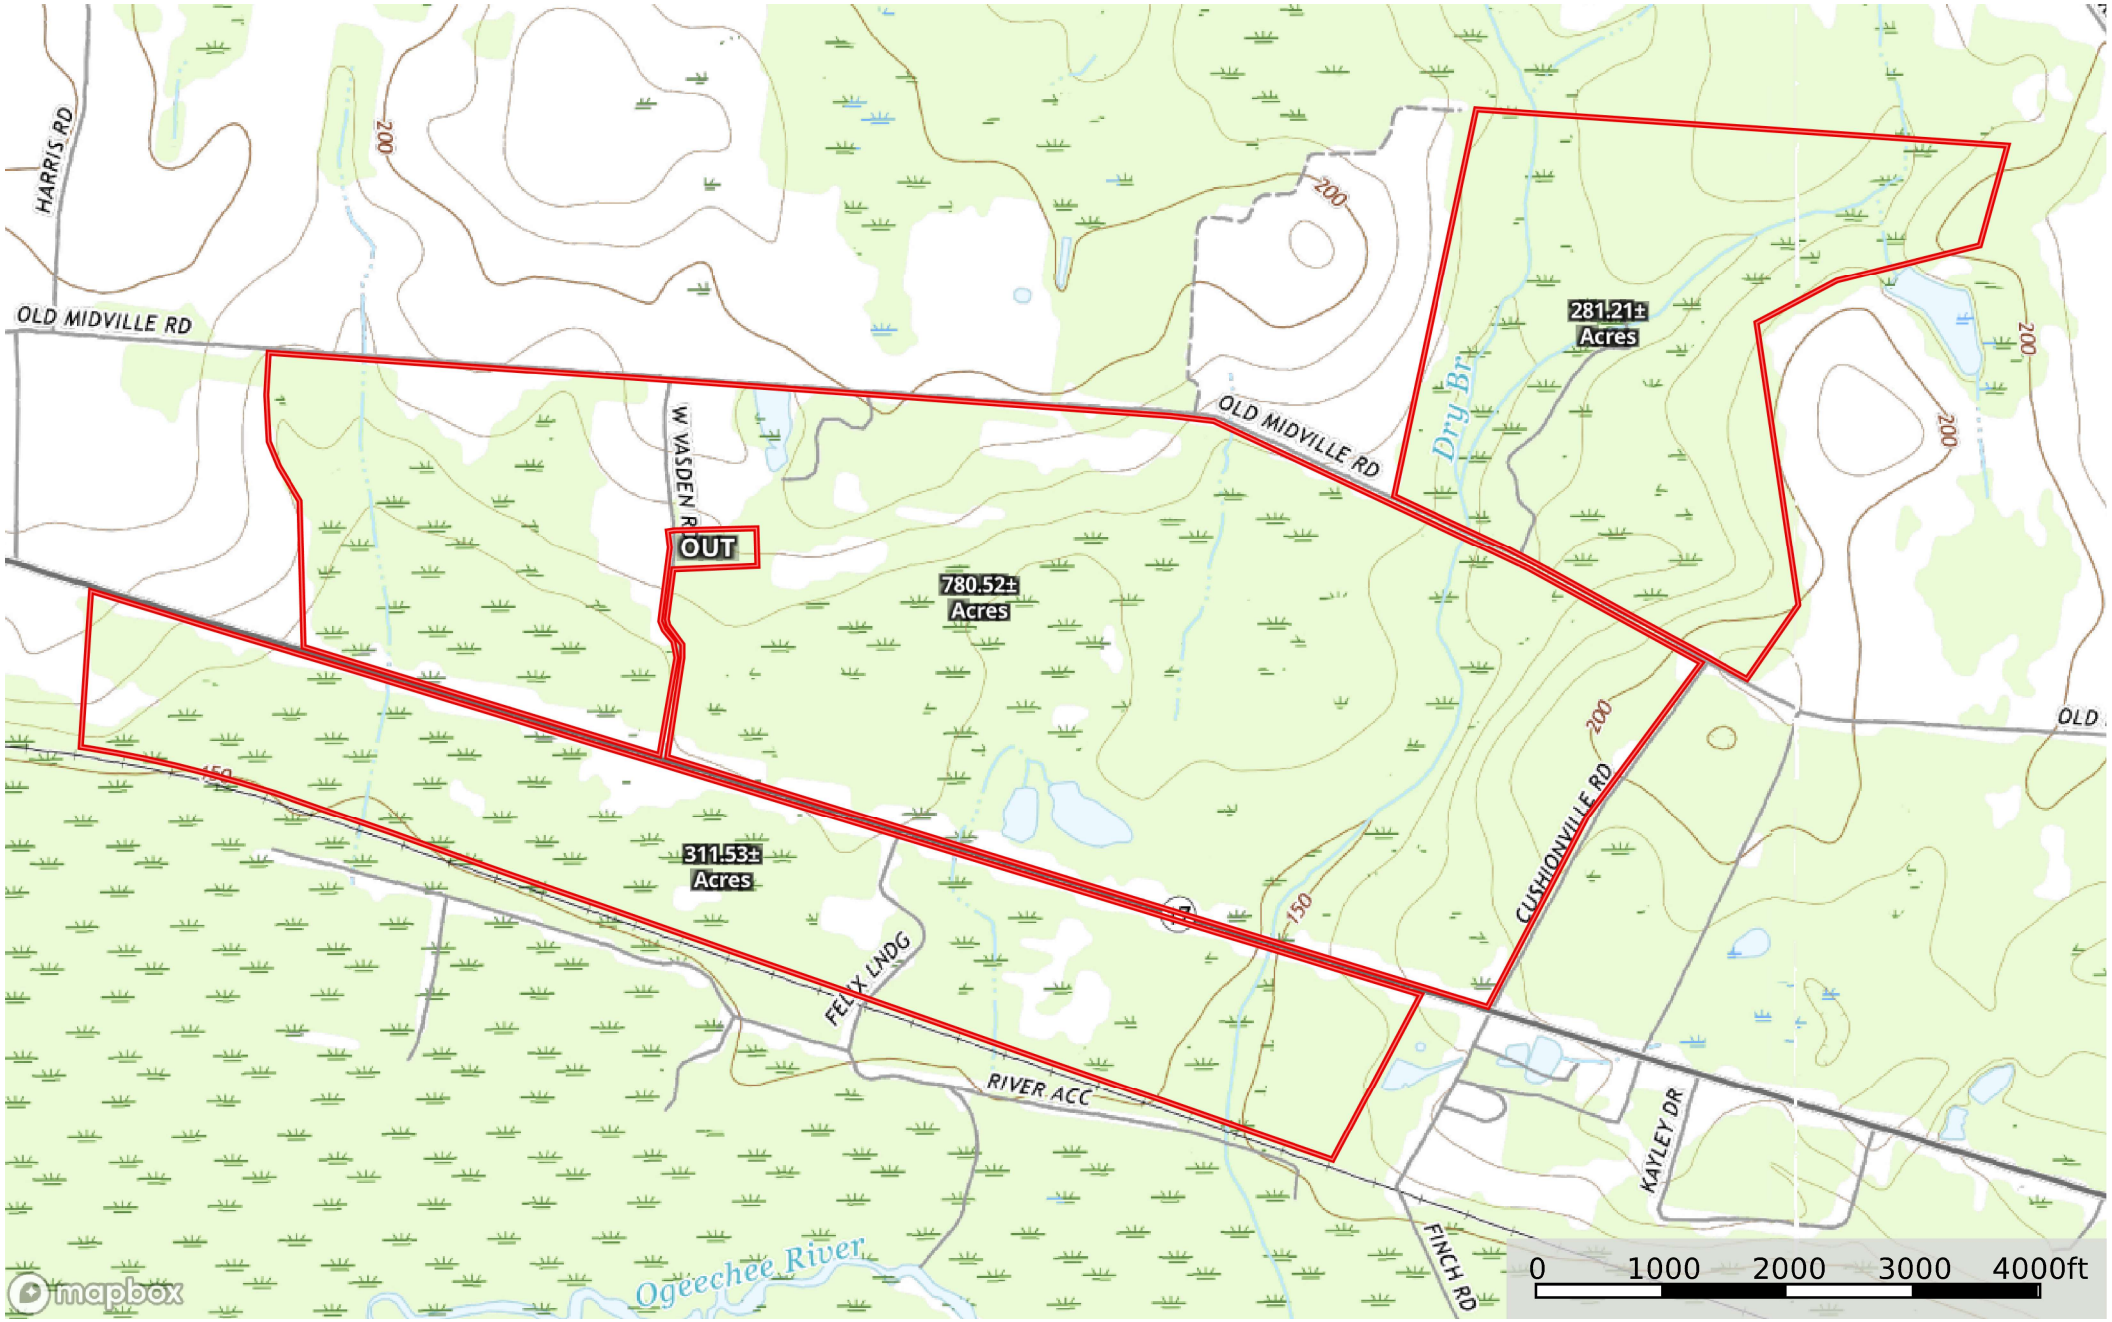 200
HARRIS RD
200
OLD MIDVILLE RD
281.21±
Acres
200
Dry Br
OLD MIDVILLE RD
W VASDEN R
200
OUT
780.52±
Acres
200
OLD
150
CUSHIONVILLE RD
311.53±
Acres
150
17
FELIX LNDG
RIVER ACC
KAYLEY DR
FINCH RD
Ogeechee River
mapbox
0 1000 2000 3000 4000ft